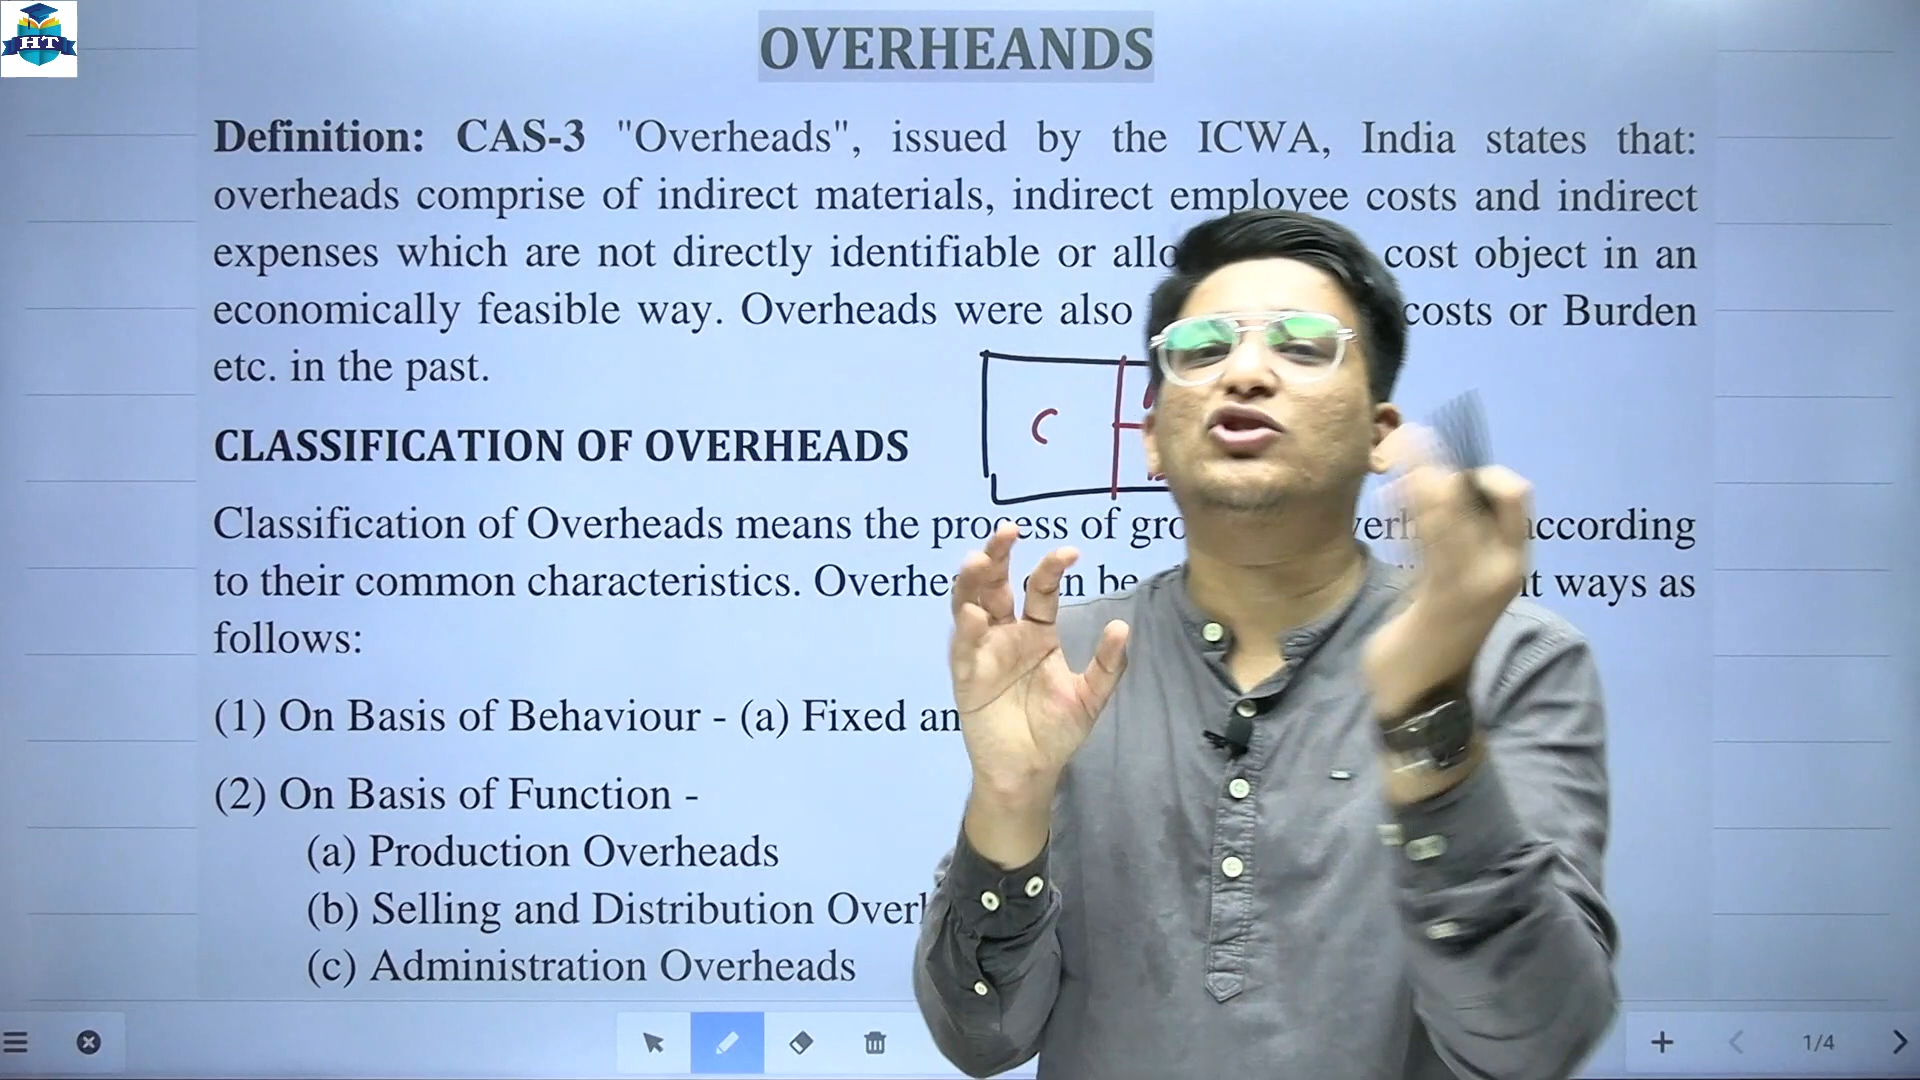 HT
OVERHEANDS
Definition: CAS-3 "Overheads", issued by the ICWA, India states that:
overheads comprise of indirect materials, indirect employee costs and indirect
expenses which are not directly identifiable or cost object in an
economically feasible way. Overheads were also costs or Burden
etc. in the past.
C
CLASSIFICATION OF OVERHEADS
Classification of Overheads means the process of according
to their common characteristics. can be ways as
follows:
(1) On Basis of Behaviour - (a) Fixed
(2) On Basis of Function -
(a) Production Overheads
(b) Selling and Distribution
(c) Administration Overheads
1/4